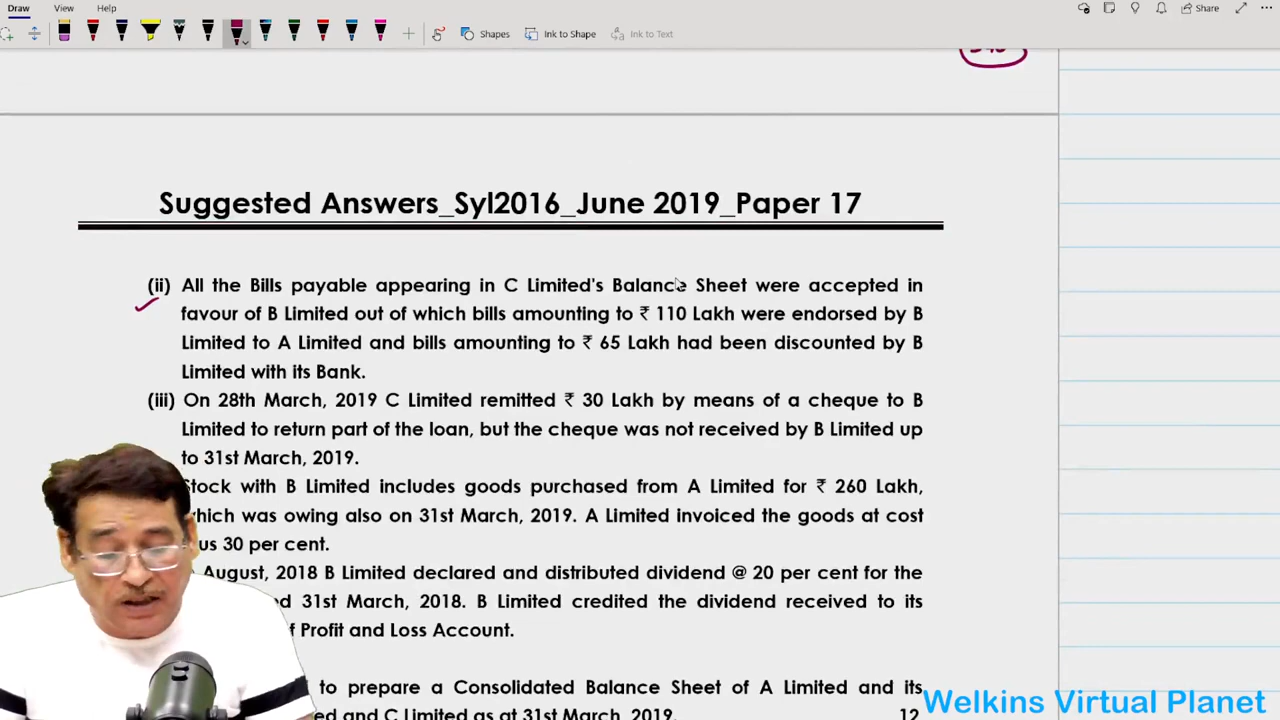 Draw View Help
Share
Shapes Ink to Shape Ink to Text
Suggested Answers_Syl2016_June 2019_Paper 17
(ii) All the Bills payable appearing in C Limited's Balance Sheet were accepted in
favour of B Limited out of which bills amounting to ₹ 110 Lakh were endorsed by B
Limited to A Limited and bills amounting to ₹ 65 Lakh had been discounted by B
Limited with its Bank.
(iii) On 28th March, 2019 C Limited remitted ₹ 30 Lakh by means of a cheque to B
Limited to return part of the loan, but the cheque was not received by B Limited up
to 31st March, 2019.
Stock with B Limited includes goods purchased from A Limited for ₹ 260 Lakh,
which was owing also on 31st March, 2019. A Limited invoiced the goods at cost
plus 30 per cent.
August, 2018 B Limited declared and distributed dividend @ 20 per cent for the
31st March, 2018. B Limited credited the dividend received to its
Profit and Loss Account.
to prepare a Consolidated Balance Sheet of A Limited and its
and C Limited as at 31st March, 2019. 12
Welkins Virtual Planet